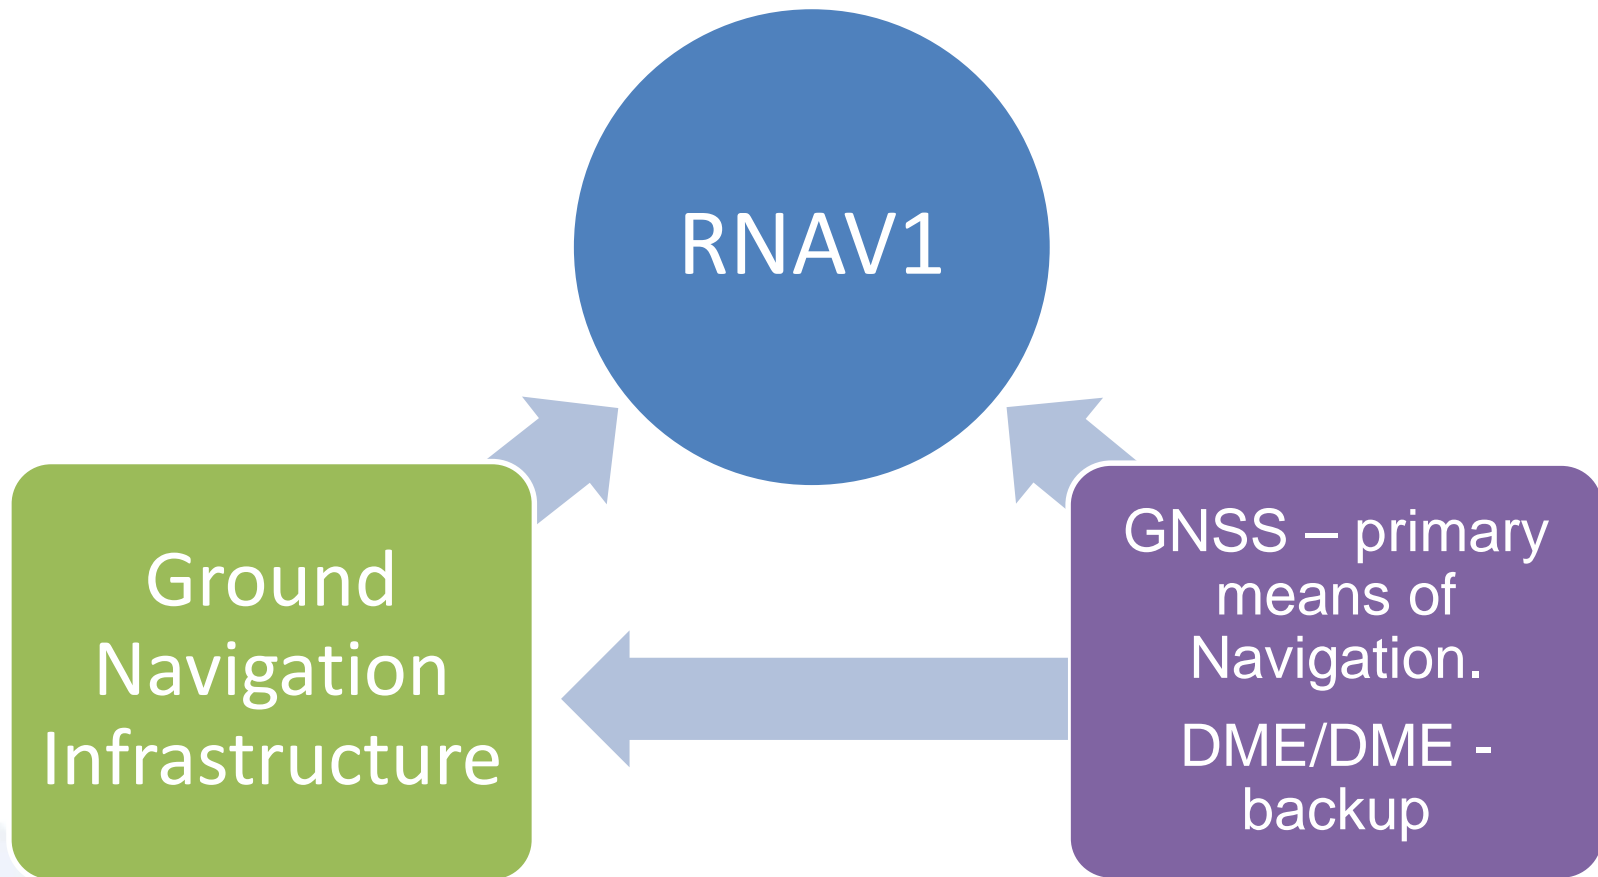 RNAV1
Ground
Navigation
Infrastructure
GNSS – primary
means of
Navigation.
DME/DME -
backup